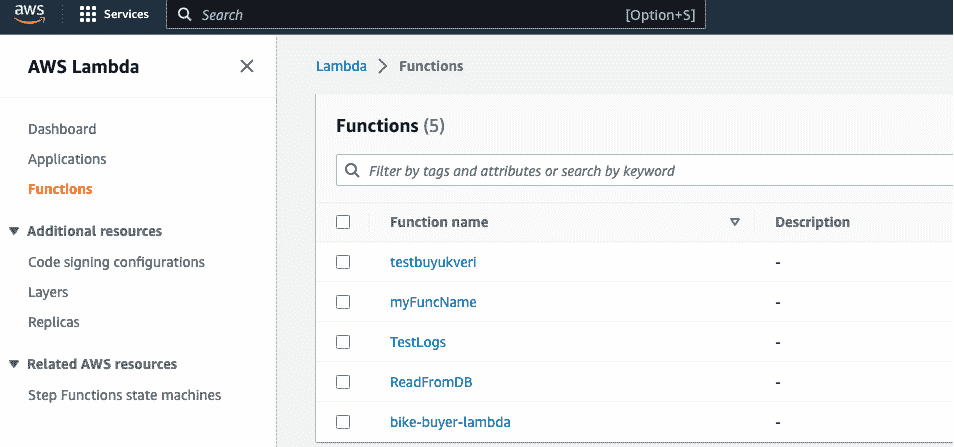 aws Services Search [Option+S]
AWS Lambda
Dashboard
Applications
Functions
Additional resources
Code signing configurations
Layers
Replicas
Related AWS resources
Step Functions state machines
Lambda Functions
Functions (5)
Filter by tags and attributes or search by keyword
Function name Description
testbuyukveri -
myFuncName -
TestLogs -
ReadFromDB -
bike-buyer-lambda -